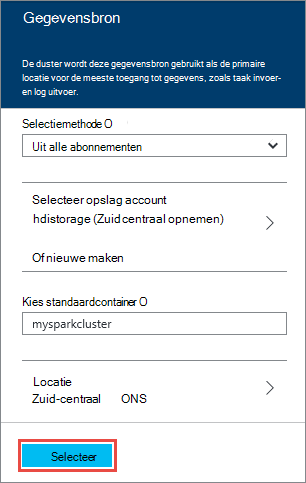 Gegevensbron
De duster wordt deze gegevensbron gebruikt als de primaire
locatie voor de meeste toegang tot gegevens, zoals taak invoer-
en log uitvoer.
Selectiemethode O
Uit alle abonnementen
Selecteer opslag account
hdistorage (Zuid centraal opnemen)
Of nieuwe maken
Kies standaardcontainer O
mysparkcluster
Locatie
Zuid-centraal ONS
Selecteer